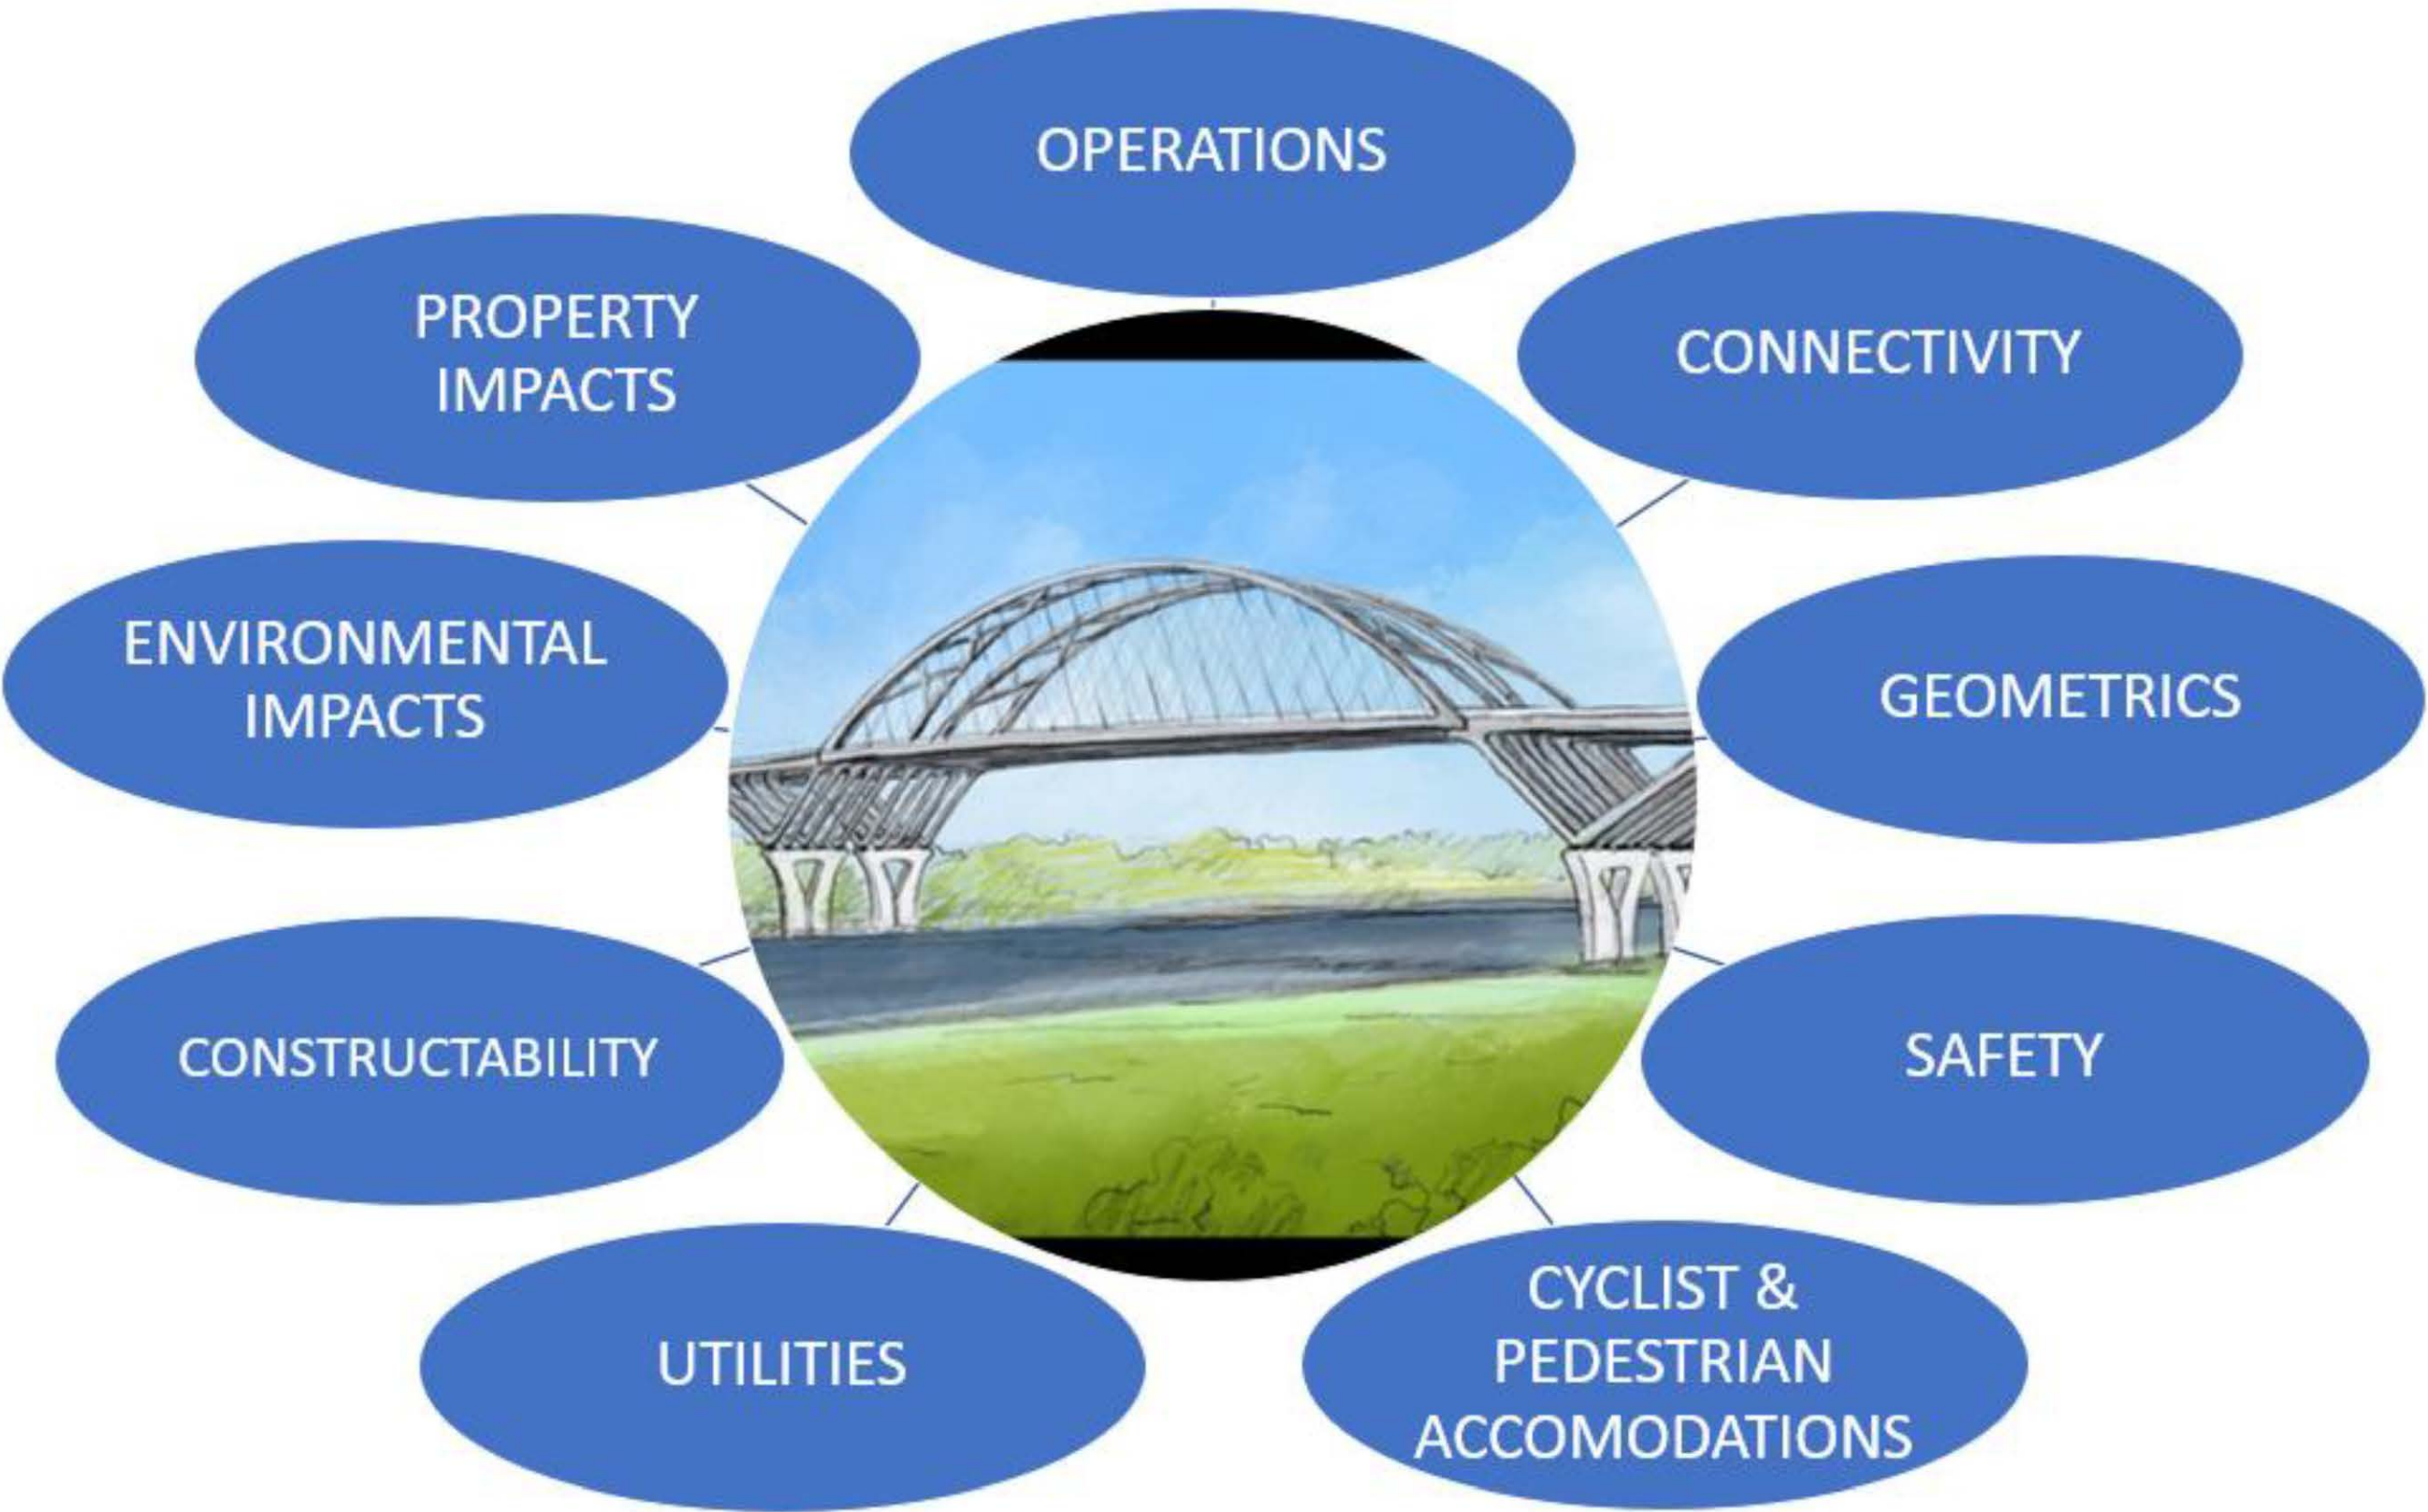 OPERATIONS
CONNECTIVITY
GEOMETRICS
SAFETY
CYCLIST &
PEDESTRIAN
ACCOMODATIONS
UTILITIES
CONSTRUCTABILITY
ENVIRONMENTAL
IMPACTS
PROPERTY
IMPACTS